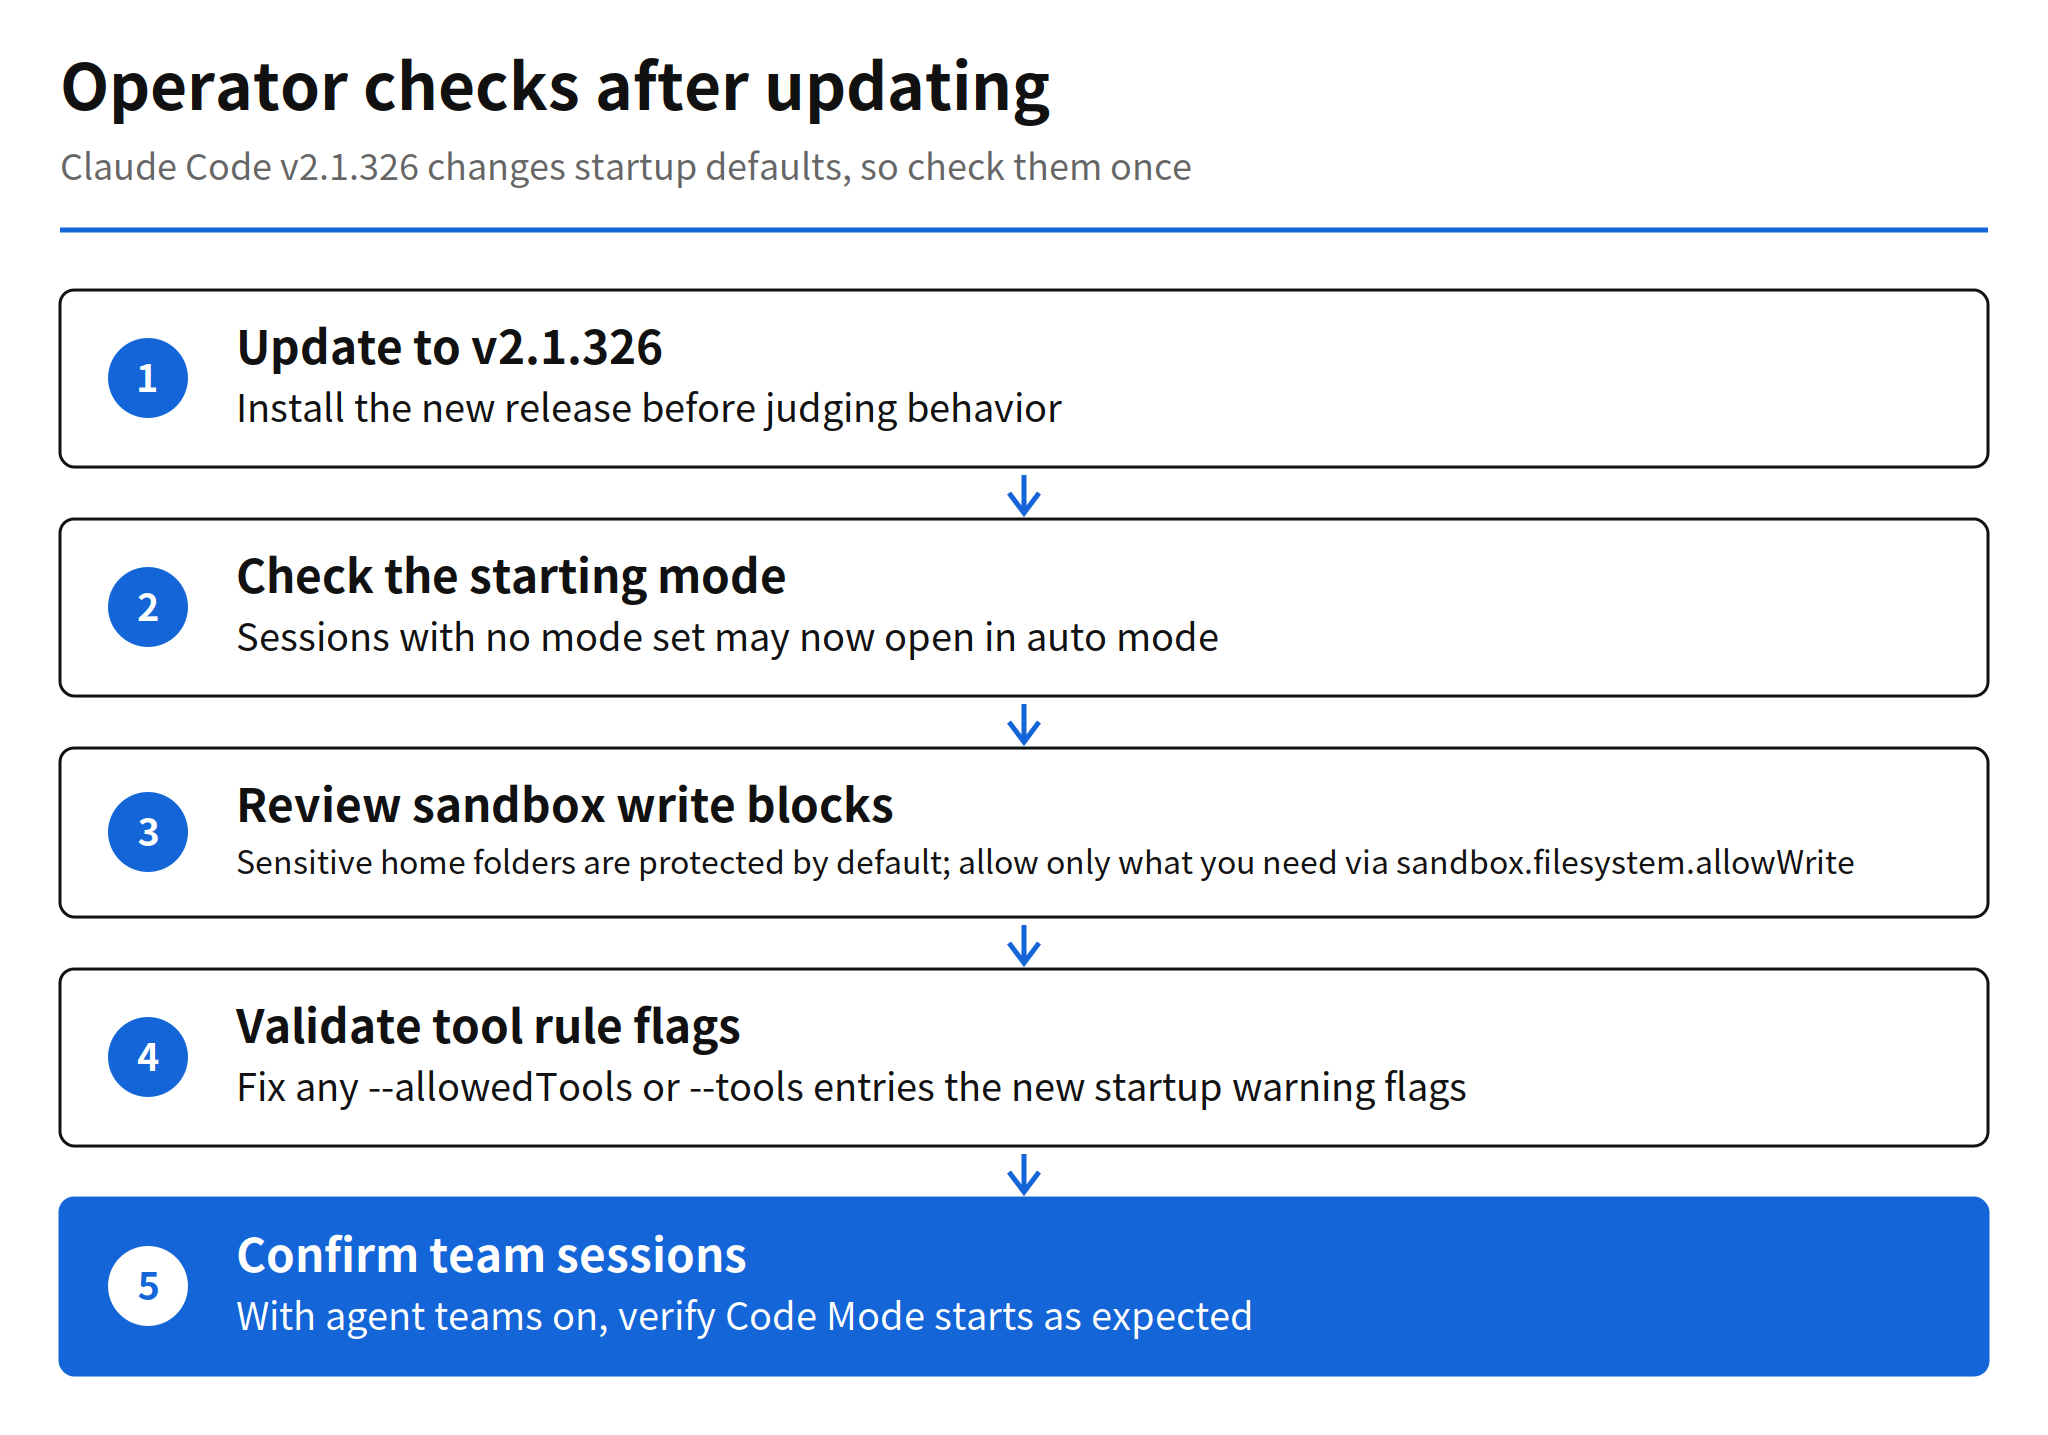 Operator checks after updating
Claude Code v2.1.326 changes startup defaults, so check them once
1
Update to v2.1.326
Install the new release before judging behavior
2
Check the starting mode
Sessions with no mode set may now open in auto mode
3
Review sandbox write blocks
Sensitive home folders are protected by default; allow only what you need via sandbox.filesystem.allowWrite
4
Validate tool rule flags
Fix any --allowedTools or --tools entries the new startup warning flags
5
Confirm team sessions
With agent teams on, verify Code Mode starts as expected